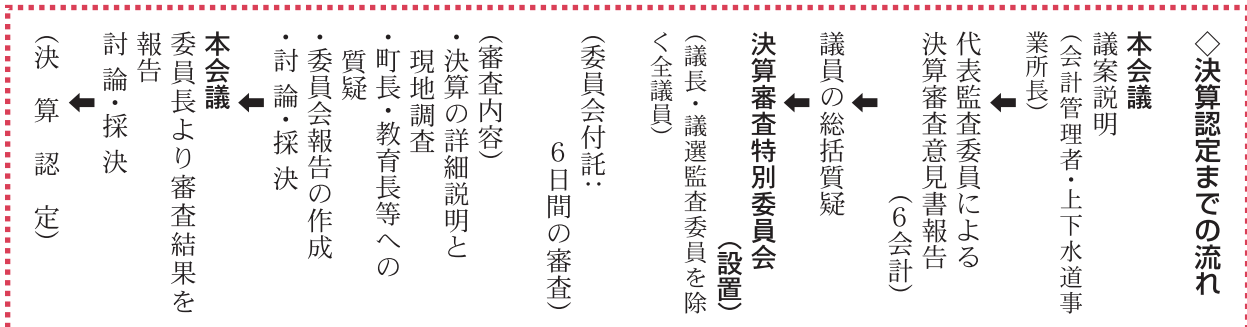 ◇決算認定までの流れ
本会議
議案説明
（会計管理者・上下水道事
業所長）
⬅
代表監査委員による
決算審査意見書報告
（６会計）
⬅
議員の総括質疑
⬅
決算審査特別委員会
（設置）
（議長・議選監査委員を除
く全議員）
（委員会付託：
６日間の審査）
（審査内容）
・決算の詳細説明と
現地調査
・町長・教育長等への
質疑
・委員会報告の作成
・討論・採決
⬅
本会議
委員長より審査結果を
報告
討論・採決
⬅
（決算認定）